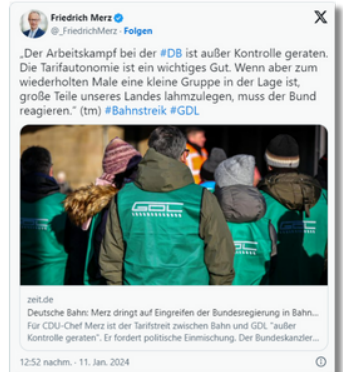 Friedrich Merz
@_FriedrichMerz · Folgen
X
„Der Arbeitskampf bei der #DB ist außer Kontrolle geraten.
Die Tarifautonomie ist ein wichtiges Gut. Wenn aber zum
wiederholten Male eine kleine Gruppe in der Lage ist,
große Teile unseres Landes lahmzulegen, muss der Bund
reagieren.“ (tm) #Bahnstreik #GDL
GDL
GDL
zeit.de
Deutsche Bahn: Merz dringt auf Eingreifen der Bundesregierung in Bahn...
Für CDU-Chef Merz ist der Tarifstreit zwischen Bahn und GDL "außer
Kontrolle geraten". Er fordert politische Einmischung. Der Bundeskanzler...
12:52 nachm. · 11. Jan. 2024